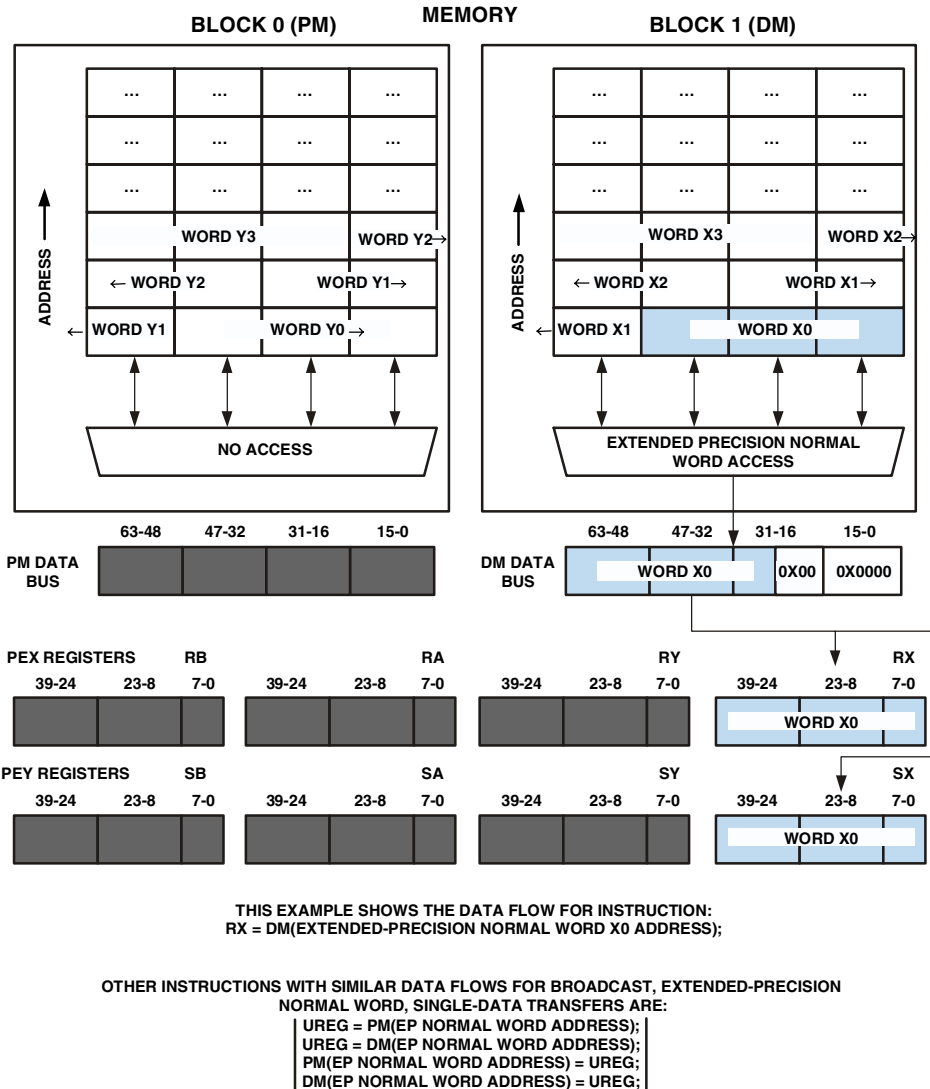 MEMORY
BLOCK 0 (PM) BLOCK 1 (DM)
... ... ... ... ... ... ... ...
... ... ... ... ... ... ... ...
... ... ... ... ... ... ... ...
ADDRESS → ADDRESS →
WORD Y3 WORD Y2→ WORD X3 WORD X2→
← WORD Y2 WORD Y1→ ← WORD X2 WORD X1→
← WORD Y1 WORD Y0 → ← WORD X1 WORD X0
NO ACCESS
EXTENDED PRECISION NORMAL
WORD ACCESS
63-48 47-32 31-16 15-0 63-48 47-32 31-16 15-0
PM DATA
BUS
DM DATA
BUS
WORD X0 0X00 0X0000
PEX REGISTERS RB RA RY RX
39-24 23-8 7-0 39-24 23-8 7-0 39-24 23-8 7-0 39-24 23-8 7-0
WORD X0
PEY REGISTERS SB SA SY SX
39-24 23-8 7-0 39-24 23-8 7-0 39-24 23-8 7-0 39-24 23-8 7-0
WORD X0
THIS EXAMPLE SHOWS THE DATA FLOW FOR INSTRUCTION:
RX = DM(EXTENDED-PRECISION NORMAL WORD X0 ADDRESS);
OTHER INSTRUCTIONS WITH SIMILAR DATA FLOWS FOR BROADCAST, EXTENDED-PRECISION
NORMAL WORD, SINGLE-DATA TRANSFERS ARE:
UREG = PM(EP NORMAL WORD ADDRESS);
UREG = DM(EP NORMAL WORD ADDRESS);
PM(EP NORMAL WORD ADDRESS) = UREG;
DM(EP NORMAL WORD ADDRESS) = UREG;